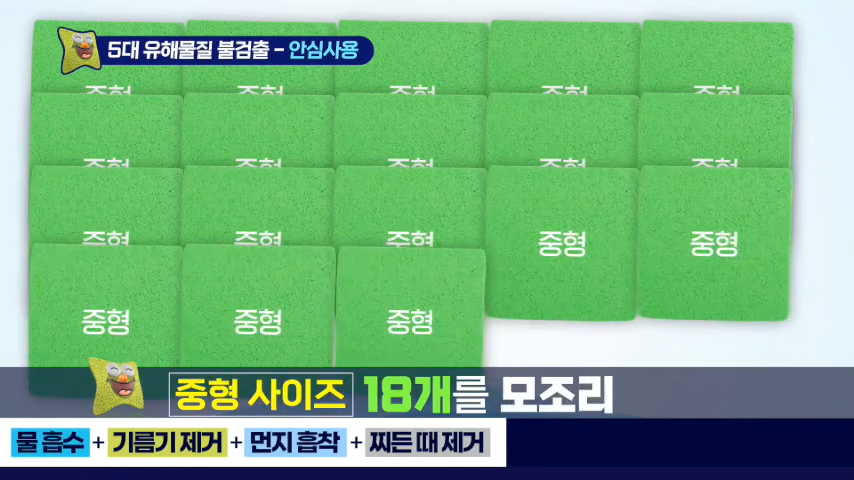 5대 유해물질 불검출 - 안심사용
중형 중형 중형 중형 중형
중형 중형 중형 중형 중형
중형 중형 중형 중형 중형
중형 중형 중형
중형 사이즈 18개를 모조리
물 흡수 + 기름기 제거 + 먼지 흡착 + 찌든 때 제거